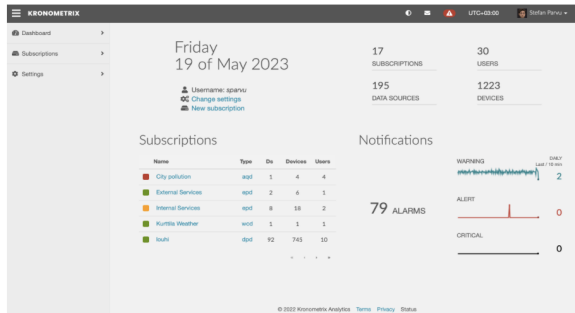 KRONOMETRIX
UTC+03:00
Stefan Parvu
Dashboard
Subscriptions
Settings
Friday
19 of May 2023
Username: sparvu
Change settings
New subscription
17
SUBSCRIPTIONS
30
USERS
195
DATA SOURCES
1223
DEVICES
Subscriptions
Name Type Ds Devices Users
City pollution aqd 1 4 4
External Services epd 2 6 1
Internal Services epd 8 18 2
Kumttila Weather wcd 1 1 1
louhi dpd 92 745 10
Notifications
79 ALARMS
DAILY
WARNING Last / 10 min
2
ALERT
0
CRITICAL
0
© 2022 Kronometrix Analytics Terms Privacy Status